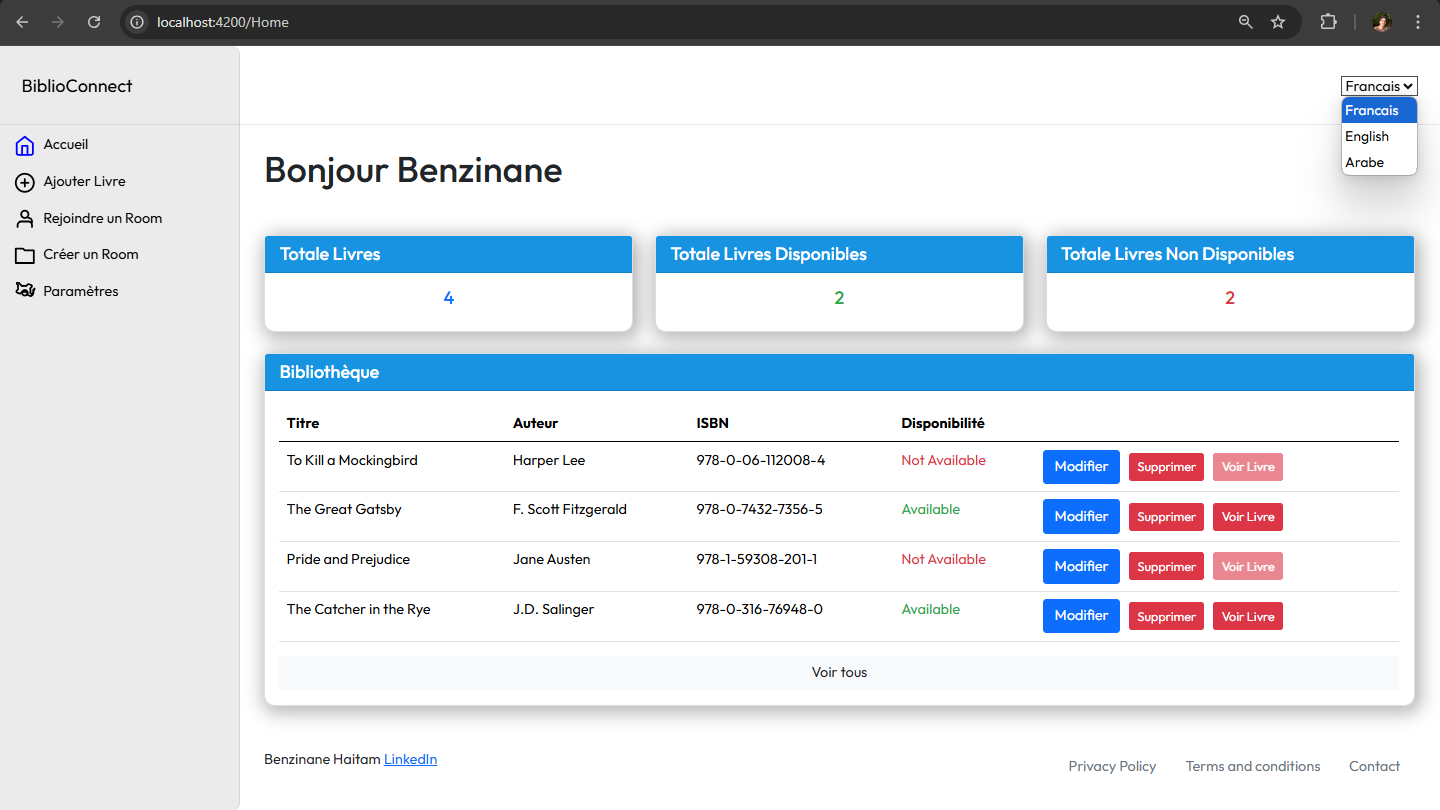 localhost:4200/Home
BiblioConnect
Francais
Francais
English
Arabe
Accueil
Ajouter Livre
Rejoindre un Room
Créer un Room
Paramètres
Bonjour Benzinane
Totale Livres
4
Totale Livres Disponibles
2
Totale Livres Non Disponibles
2
Bibliothèque
Titre Auteur ISBN Disponibilité
To Kill a Mockingbird Harper Lee 978-0-06-112008-4 Not Available Modifier Supprimer Voir Livre
The Great Gatsby F. Scott Fitzgerald 978-0-7432-7356-5 Available Modifier Supprimer Voir Livre
Pride and Prejudice Jane Austen 978-1-59308-201-1 Not Available Modifier Supprimer Voir Livre
The Catcher in the Rye J.D. Salinger 978-0-316-76948-0 Available Modifier Supprimer Voir Livre
Voir tous
Benzinane Haitam LinkedIn
Privacy Policy Terms and conditions Contact